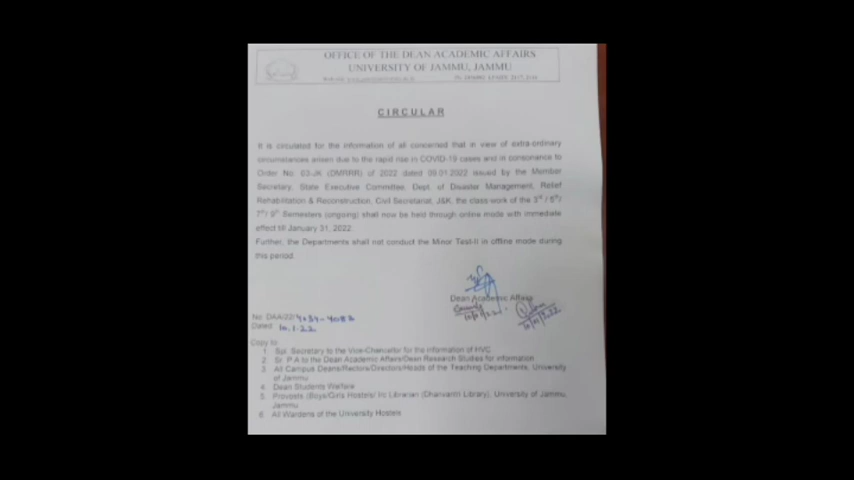 OFFICE OF THE DEAN ACADEMIC AFFAIRS
UNIVERSITY OF JAMMU, JAMMU
CIRCULAR
It is circulated for the information of all concerned that in view of extra-ordinary
circumstances arisen due to the rapid rise in COVID-19 cases and in consonance to
Order No. 03-JK (DMRRR) of 2022 dated 09.01.2022 issued by the Member
Secretary, State Executive Committee, Dept. of Disaster Management, Relief
Rehabilitation & Reconstruction, Civil Secretariat, J&K, the class work of the 3rd / 5th/
7th/ 9th Semesters (ongoing) shall now be held through online mode with immediate
effect till January 31, 2022.
Further, the Departments shall not conduct the Minor Test-II in offline mode during
this period.
Dean Academic Affairs
No: DAA/22/
Dated: 10.1.22
Copy to
1. Spl. Secretary to the Vice-Chancellor for the information of HVC
2. Sr. P.A to the Dean Academic Affairs/Dean Research Studies for information
3. All Campus Deans/Rectors/Directors/Heads of the Teaching Departments, University
of Jammu
4. Dean Students Welfare
5. Provosts (Boys/Girls Hostels/ I/c Librarian (Dhanvantri Library), University of Jammu,
Jammu
6. All Wardens of the University Hostels